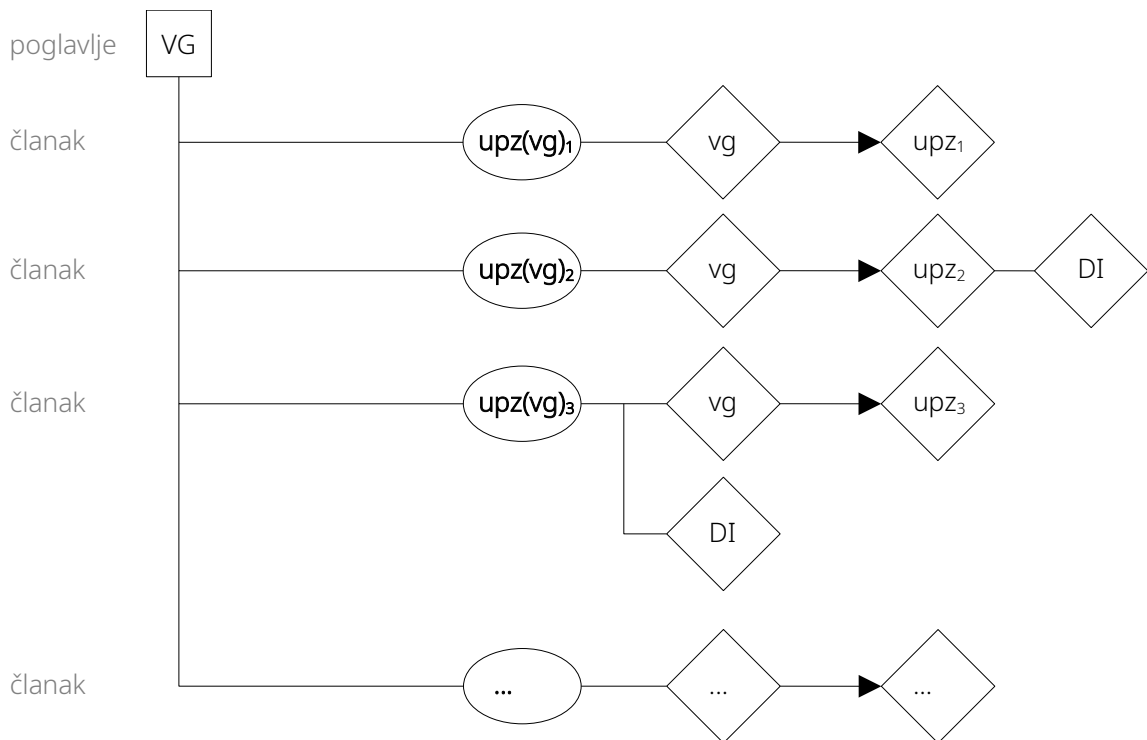 poglavlje VG
članak upz(vg)₁ vg upz₁
članak upz(vg)₂ vg upz₂ DI
članak upz(vg)₃ vg upz₃
DI
članak ... ... ...